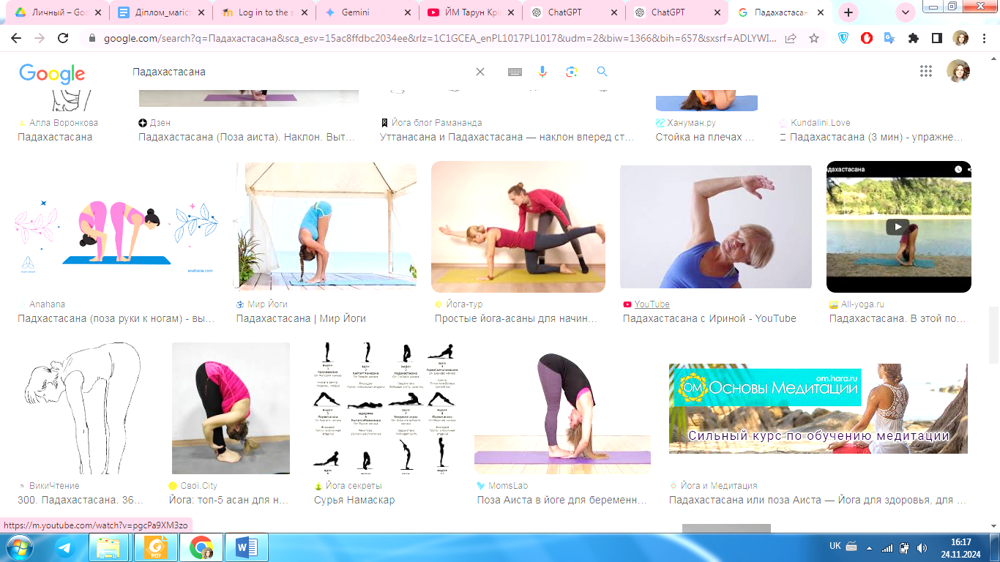 Личный – Goo
Діплом_магіс
Log in to the s
Gemini
ЙМ Тарун Крі
ChatGPT
ChatGPT
Падахастасан
google.com/search?q=Падахастасана&sca_esv=15ac8ffdbc2034ee&rlz=1C1GCEA_enPL1017PL1017&udm=2&biw=1366&bih=657&sxsrf=ADLYWI...
Google
Падахастасана
Алла Воронкова
Падахастасана
Дзен
Падахастасана (Поза аиста). Наклон. Выт...
Йога блог Рамананда
Уттанасана и Падахастасана — наклон вперед ст...
Хануман.ру
Стойка на плечах ...
Kundalini.Love
Падахастасана (3 мин) - упражне...
anahana.com
Anahana
Падхастасана (поза руки к ногам) - вы...
Мир Йоги
Падахастасана | Мир Йоги
Йога-тур
Простые йога-асаны для начин...
YouTube
Падахастасана с Ириной - YouTube
адахастасана
All-yoga.ru
Падахастасана. В этой по...
ВикиЧтение
300. Падахастасана. 36...
Свої.City
Йога: топ-5 асан для н...
Йога секреты
Сурья Намаскар
MomsLab
Поза Аиста в йоге для беременн...
om.hara.ru
ОМ Основы Медитации
Сильный курс по обучению медитации
Йога и Медитация
Падахастасана или поза Аиста — Йога для здоровья, для ...
https://m.youtube.com/watch?v=pgcPa9XM3zo
PDF
UK
16:17
24.11.2024